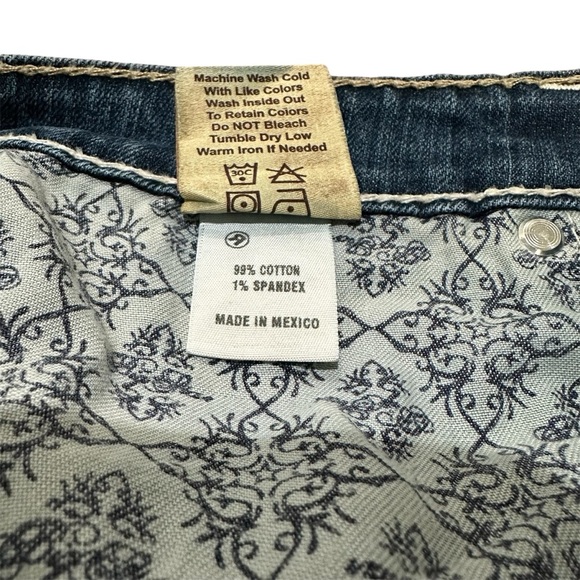 Machine Wash Cold
With Like Colors
Wash Inside Out
To Retain Colors
Do NOT Bleach
Tumble Dry Low
Warm Iron If Needed
30C
99% COTTON
1% SPANDEX
MADE IN MEXICO